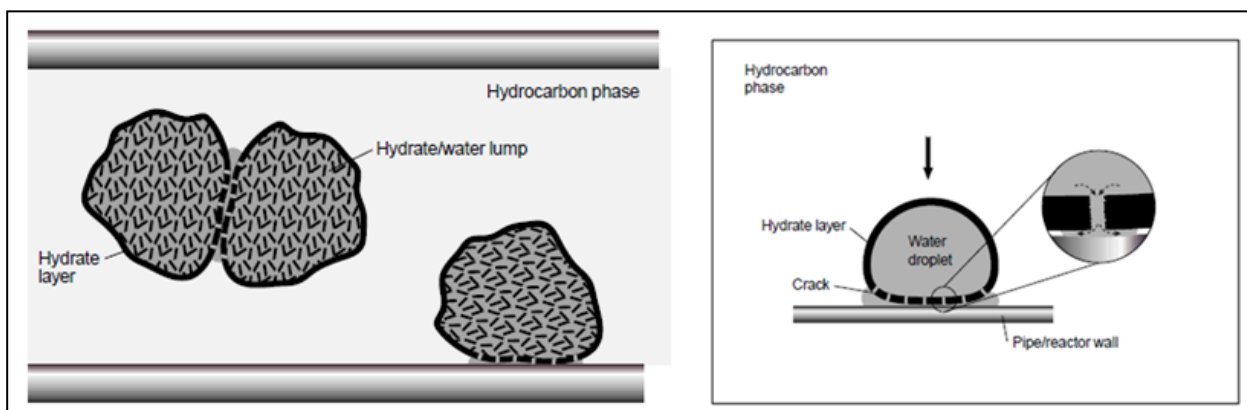 Hydrocarbon phase
Hydrate/water lump
Hydrate
layer
Hydrocarbon
phase
Hydrate layer
Water
droplet
Crack
Pipe/reactor wall